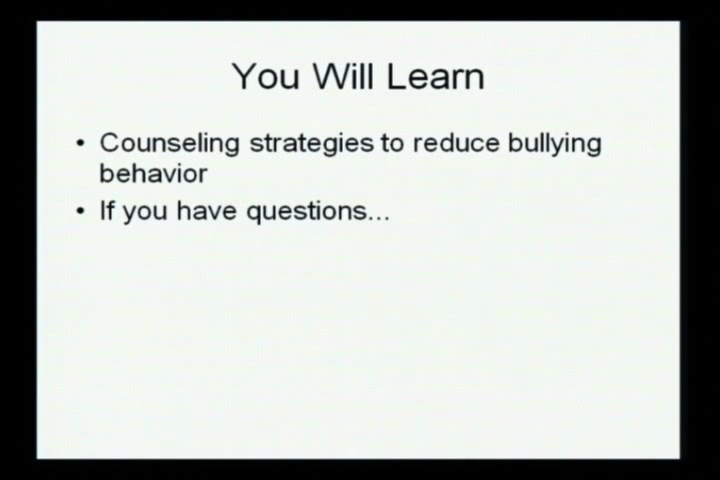 You Will Learn
• Counseling strategies to reduce bullying
behavior
• If you have questions...